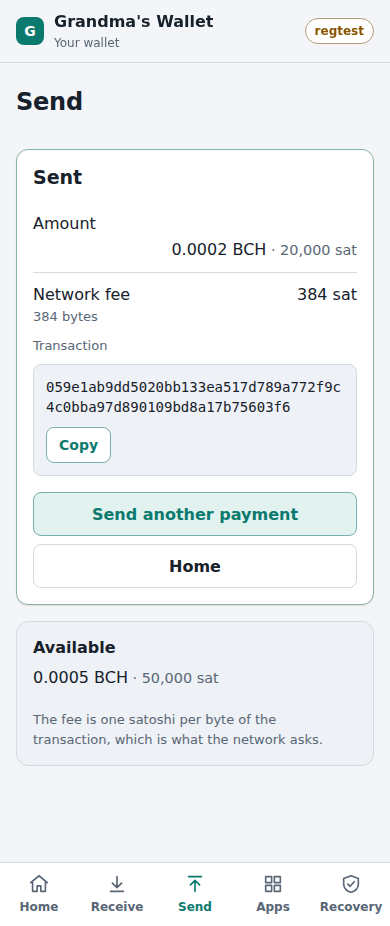 G
Grandma's Wallet
Your wallet
regtest
Send
Sent
Amount
0.0002 BCH · 20,000 sat
Network fee
384 sat
384 bytes
Transaction
059e1ab9dd5020bb133ea517d789a772f9c
4c0bba97d890109bd8a17b75603f6
Copy
Send another payment
Home
Available
0.0005 BCH · 50,000 sat
The fee is one satoshi per byte of the
transaction, which is what the network asks.
Home
Receive
Send
Apps
Recovery